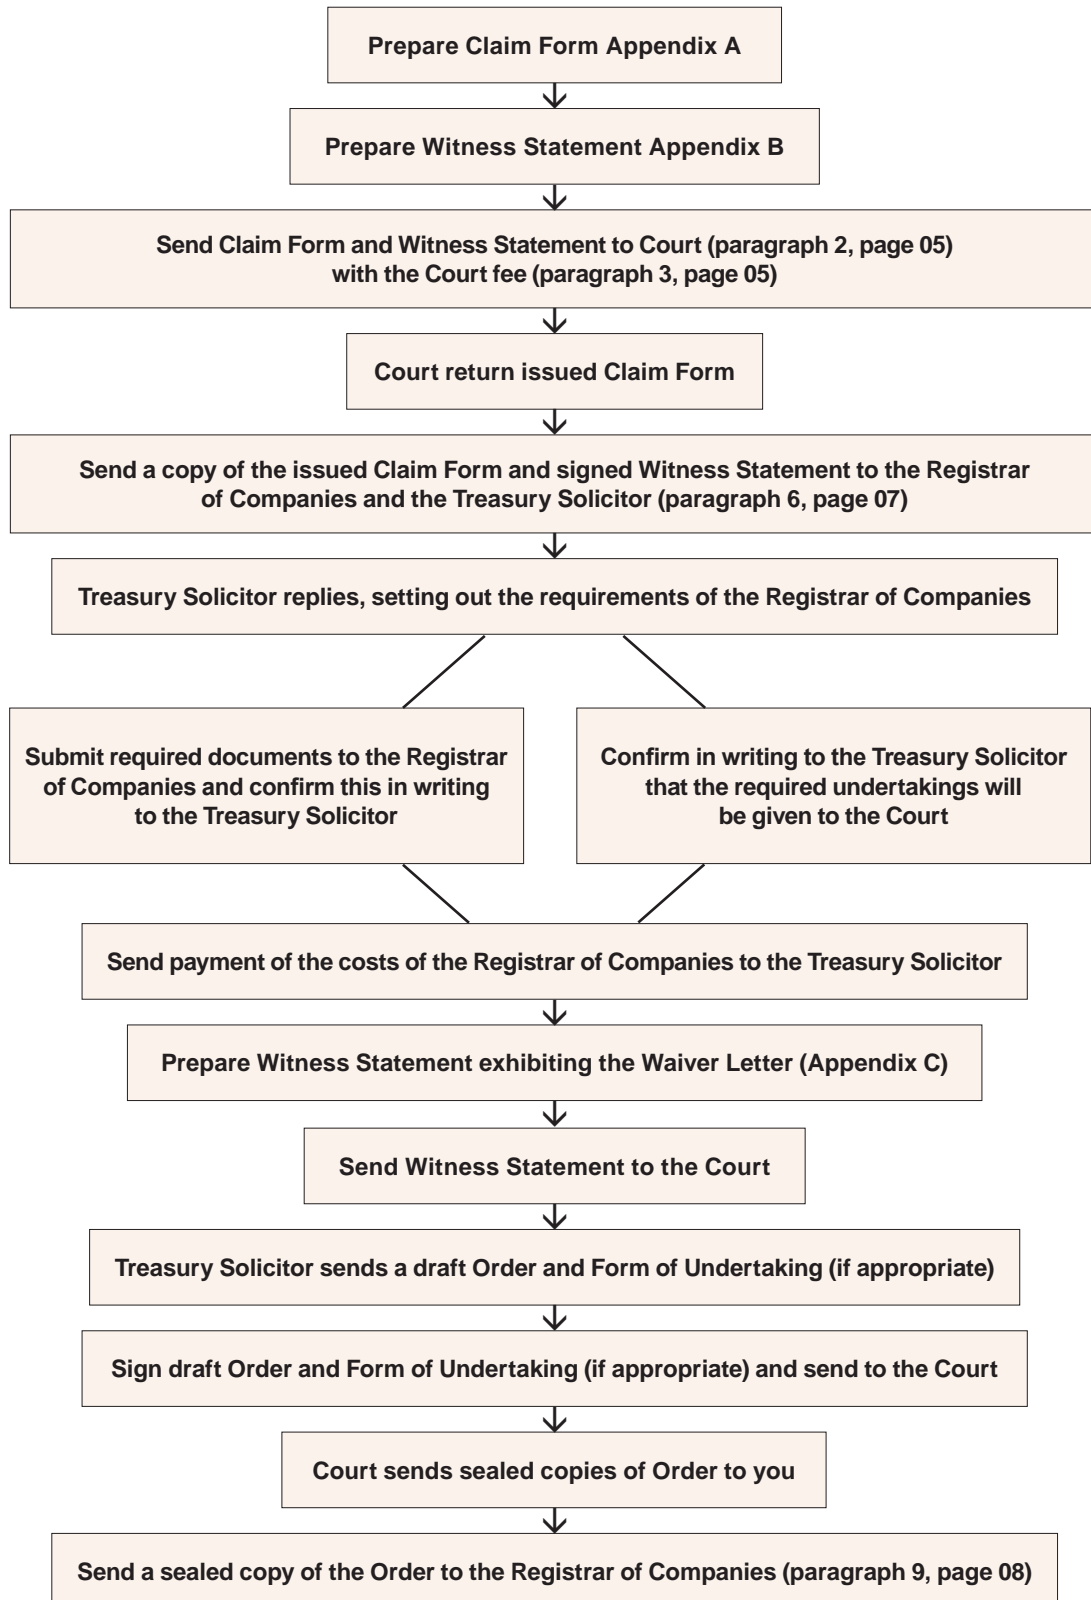 Prepare Claim Form Appendix A
Prepare Witness Statement Appendix B
Send Claim Form and Witness Statement to Court (paragraph 2, page 05)
with the Court fee (paragraph 3, page 05)
Court return issued Claim Form
Send a copy of the issued Claim Form and signed Witness Statement to the Registrar
of Companies and the Treasury Solicitor (paragraph 6, page 07)
Treasury Solicitor replies, setting out the requirements of the Registrar of Companies
Submit required documents to the Registrar
of Companies and confirm this in writing
to the Treasury Solicitor
Confirm in writing to the Treasury Solicitor
that the required undertakings will
be given to the Court
Send payment of the costs of the Registrar of Companies to the Treasury Solicitor
Prepare Witness Statement exhibiting the Waiver Letter (Appendix C)
Send Witness Statement to the Court
Treasury Solicitor sends a draft Order and Form of Undertaking (if appropriate)
Sign draft Order and Form of Undertaking (if appropriate) and send to the Court
Court sends sealed copies of Order to you
Send a sealed copy of the Order to the Registrar of Companies (paragraph 9, page 08)